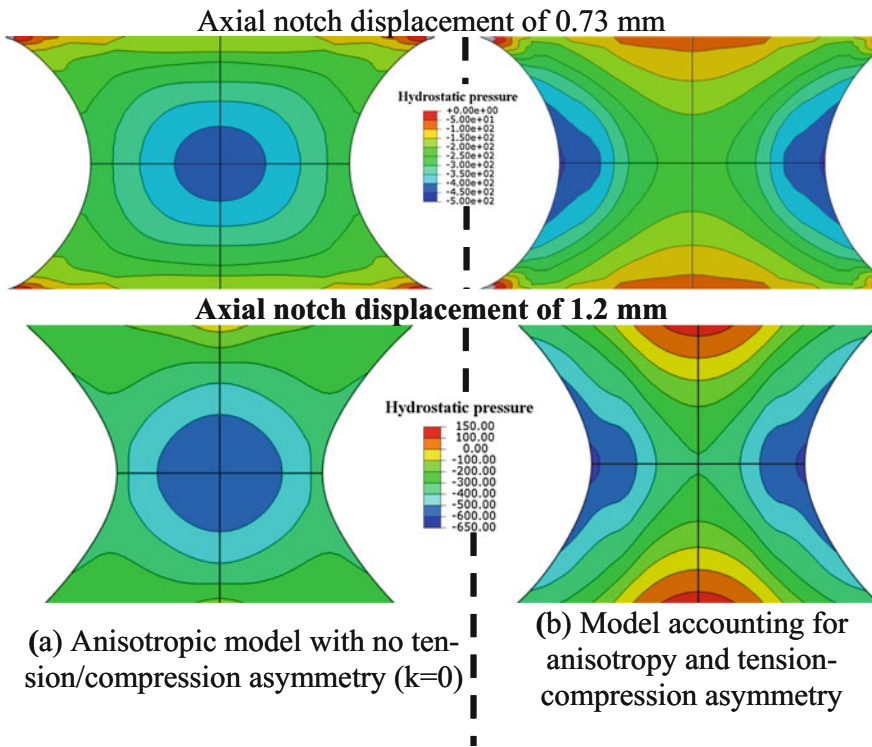 Axial notch displacement of 0.73 mm
Hydrostatic pressure
+0.00e+00
-5.00e+01
-1.00e+02
-1.50e+02
-2.00e+02
-2.50e+02
-3.00e+02
-3.50e+02
-4.00e+02
-4.50e+02
-5.00e+02
Axial notch displacement of 1.2 mm
Hydrostatic pressure
150.00
100.00
0.00
-100.00
-200.00
-300.00
-400.00
-500.00
-600.00
-650.00
(a) Anisotropic model with no ten-
sion/compression asymmetry (k=0)
(b) Model accounting for
anisotropy and tension-
compression asymmetry